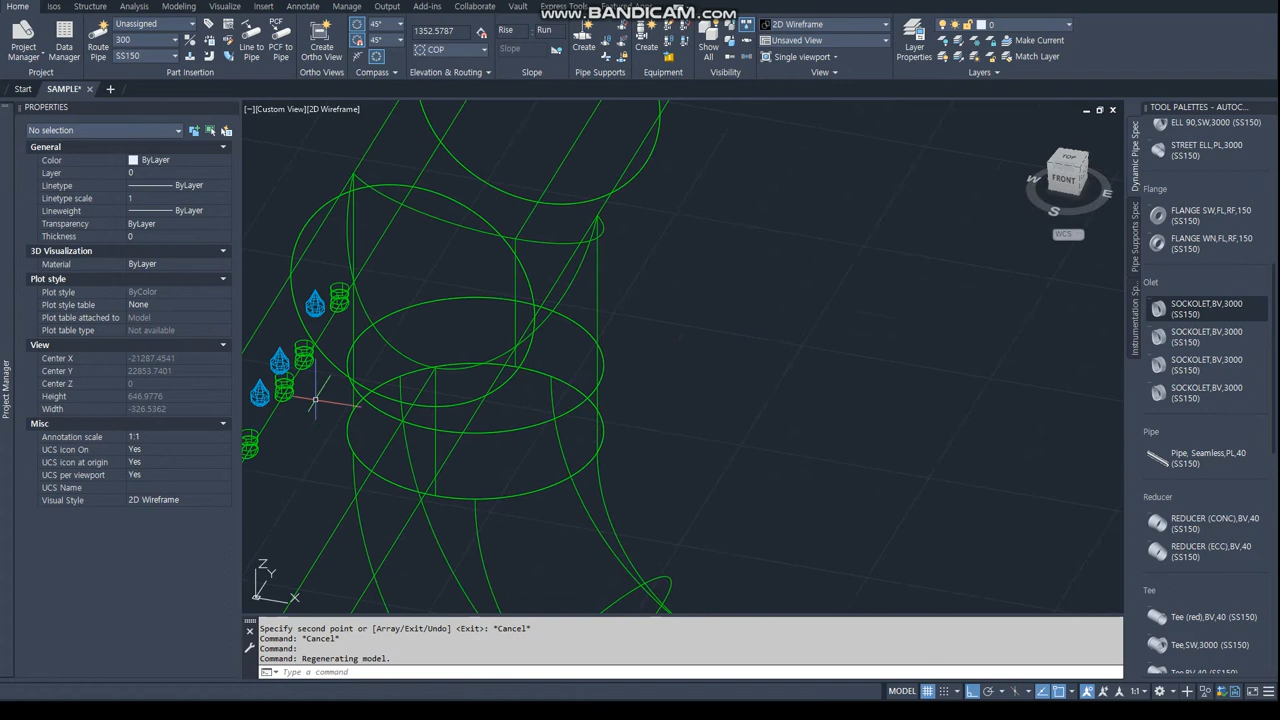 www.BANDICAM.com
Home Isos Structure Analysis Modeling Visualize Insert Annotate Manage Output Add-ins Collaborate Vault Express Tools
Unassigned
300
SS150
45°
45°
1352.5787
COP
Rise
Run
Slope
2D Wireframe
Unsaved View
Single viewport
0
Make Current
Match Layer
Project Manager
Data Manager
Route Pipe
Line to Pipe
PCF to Pipe
Create Ortho View
Create
Create
Show All
Layer Properties
Project Part Insertion Ortho Views Compass Elevation & Routing Slope Pipe Supports Equipment Visibility View Layers
Start SAMPLE*
PROPERTIES
No selection
General
Color ByLayer
Layer 0
Linetype ByLayer
Linetype scale 1
Lineweight ByLayer
Transparency ByLayer
Thickness 0
3D Visualization
Material ByLayer
Plot style
Plot style ByColor
Plot style table None
Plot table attached to Model
Plot table type Not available
View
Center X -21287.4541
Center Y 22853.7401
Center Z 0
Height 646.9776
Width -326.5362
Misc
Annotation scale 1:1
UCS icon On Yes
UCS icon at origin Yes
UCS per viewport Yes
UCS Name
Visual Style 2D Wireframe
Project Manager
[−][Custom View][2D Wireframe]
TOP
FRONT
W
E
S
WCS
Z
Y
X
Specify second point or [Array/Exit/Undo] <Exit>: *Cancel*
Command: *Cancel*
Command:
Command: Regenerating model.
Type a command
TOOL PALETTES - AUTOC...
Dynamic Pipe Spec
Pipe Supports Spec
Instrumentation Sp...
ELL 90,SW,3000 (SS150)
STREET ELL,PL,3000
(SS150)
Flange
FLANGE SW,FL,RF,150
(SS150)
FLANGE WN,FL,RF,150
(SS150)
Olet
SOCKOLET,BV,3000
(SS150)
SOCKOLET,BV,3000
(SS150)
SOCKOLET,BV,3000
(SS150)
SOCKOLET,BV,3000
(SS150)
Pipe
Pipe, Seamless,PL,40
(SS150)
Reducer
REDUCER (CONC),BV,40
(SS150)
REDUCER (ECC),BV,40
(SS150)
Tee
Tee (red),BV,40 (SS150)
Tee,SW,3000 (SS150)
MODEL
1:1